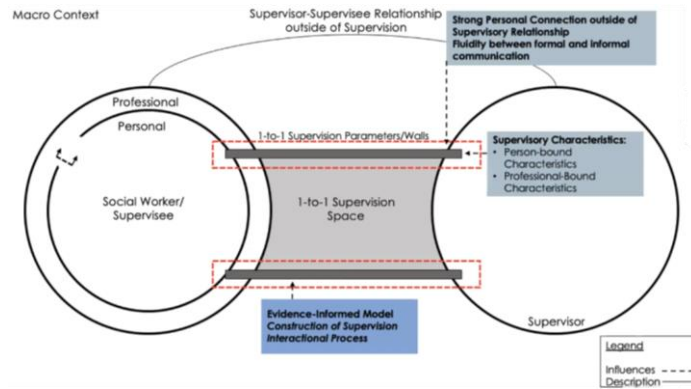 Macro Context
Supervisor-Supervisee Relationship
outside of Supervision
Strong Personal Connection outside of
Supervisory Relationship
Fluidity between formal and informal
communication
Professional
Personal
1-to-1 Supervision Parameters/Walls
Supervisory Characteristics:
• Person-bound
Characteristics
• Professional-Bound
Characteristics
Social Worker/
Supervisee
1-to-1 Supervision
Space
Evidence-Informed Model
Construction of Supervision
Interactional Process
Supervisor
Legend
Influences
Description